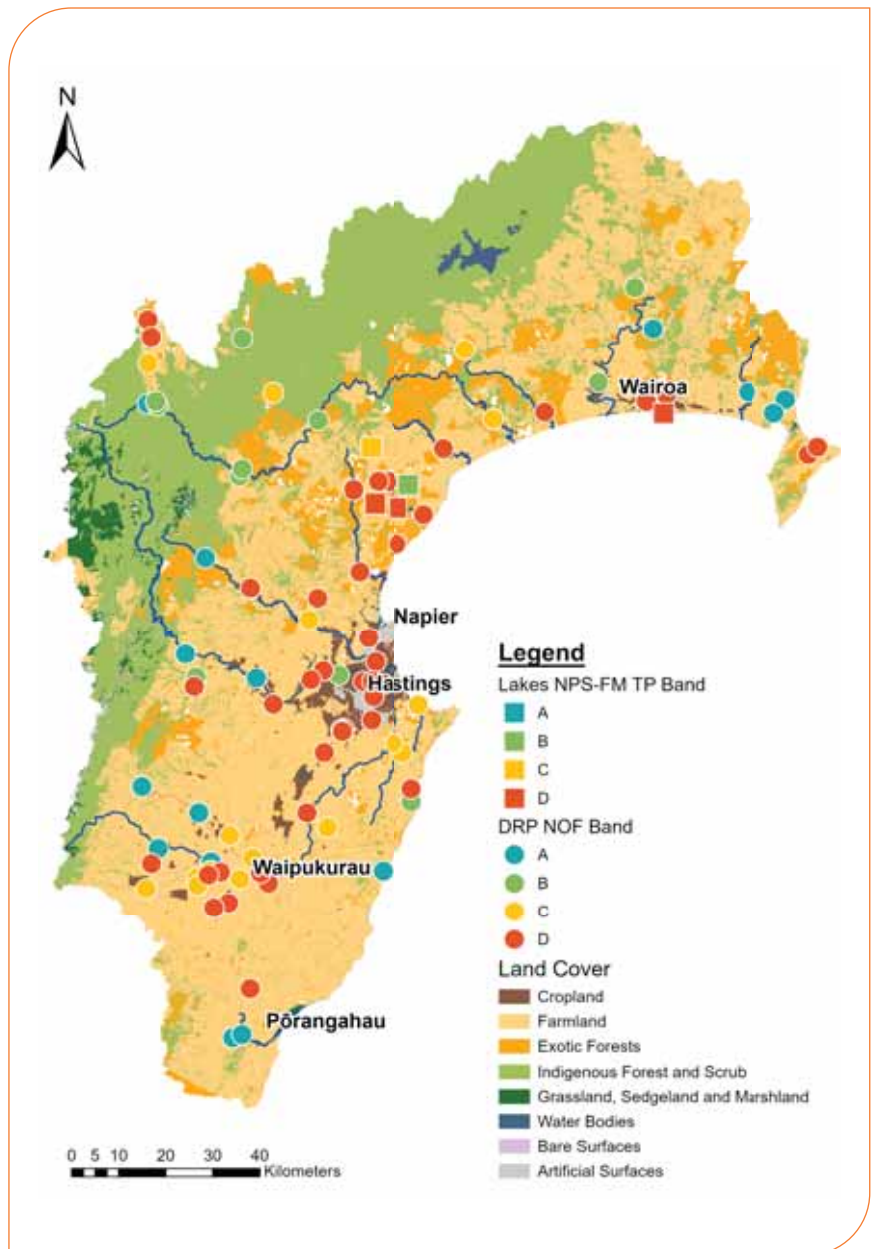 N
Wairoa
Napier
Hastings
Waipukurau
Pōrangahau
Legend
Lakes NPS-FM TP Band
A
B
C
D
DRP NOF Band
A
B
C
D
Land Cover
Cropland
Farmland
Exotic Forests
Indigenous Forest and Scrub
Grassland, Sedgeland and Marshland
Water Bodies
Bare Surfaces
Artificial Surfaces
0 5 10 20 30 40
Kilometers